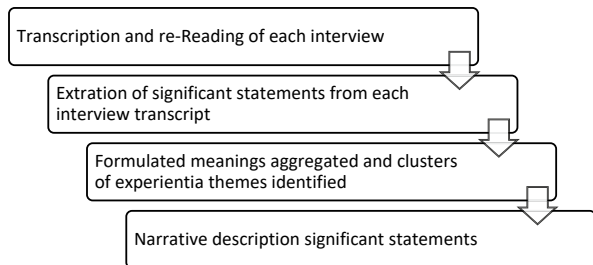 Transcription and re-Reading of each interview
Extration of significant statements from each
interview transcript
Formulated meanings aggregated and clusters
of experientia themes identified
Narrative description significant statements